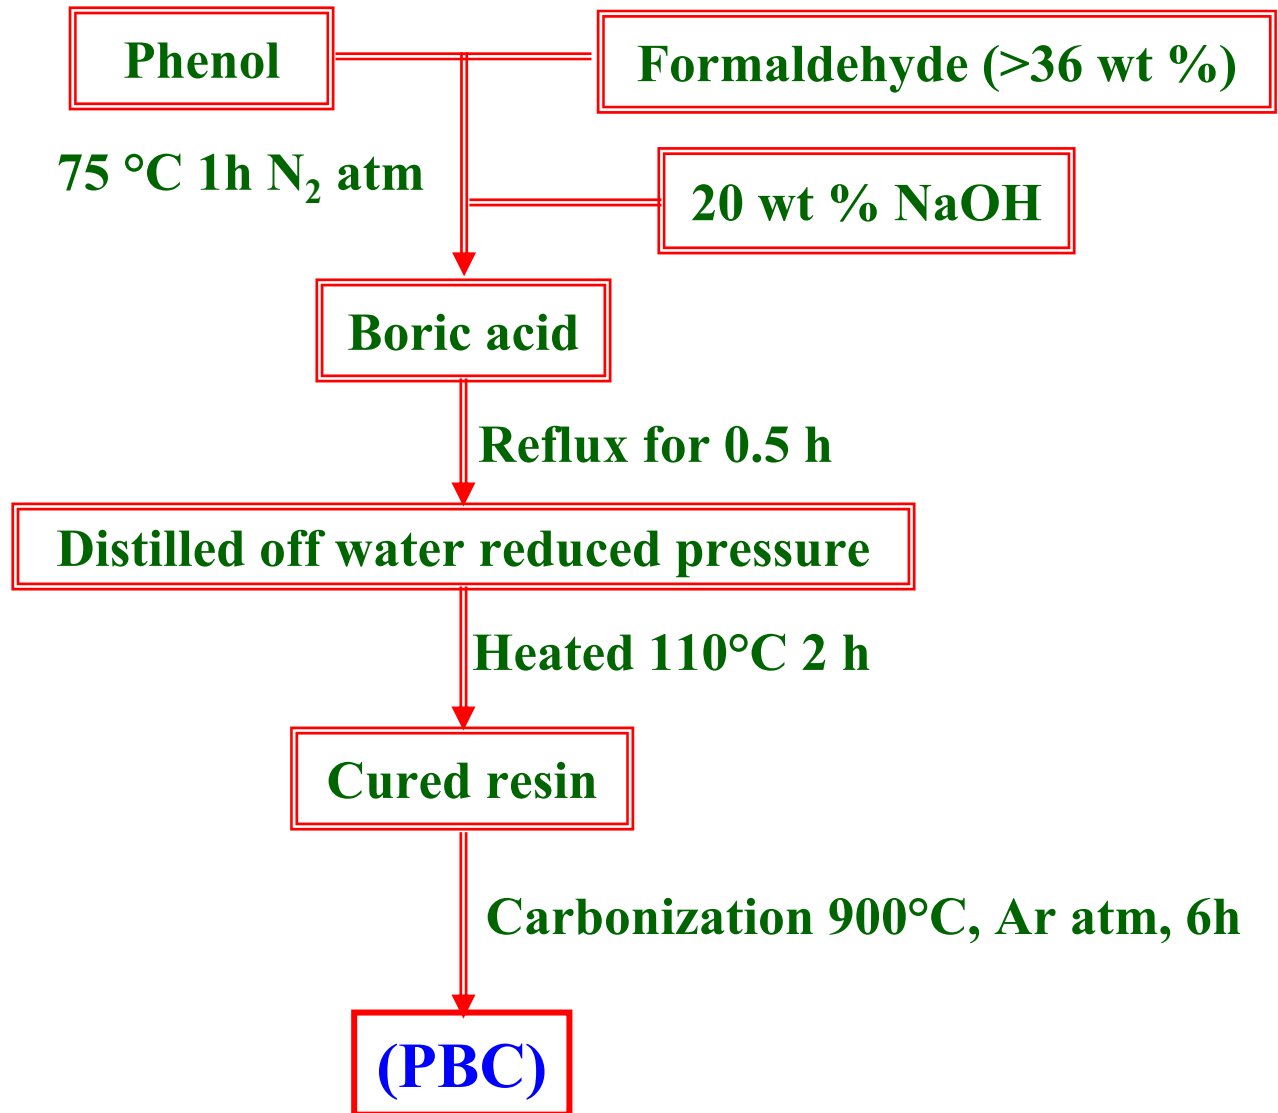 Phenol
Formaldehyde (>36 wt %)
75 °C 1h N₂ atm
20 wt % NaOH
Boric acid
Reflux for 0.5 h
Distilled off water reduced pressure
Heated 110°C 2 h
Cured resin
Carbonization 900°C, Ar atm, 6h
(PBC)